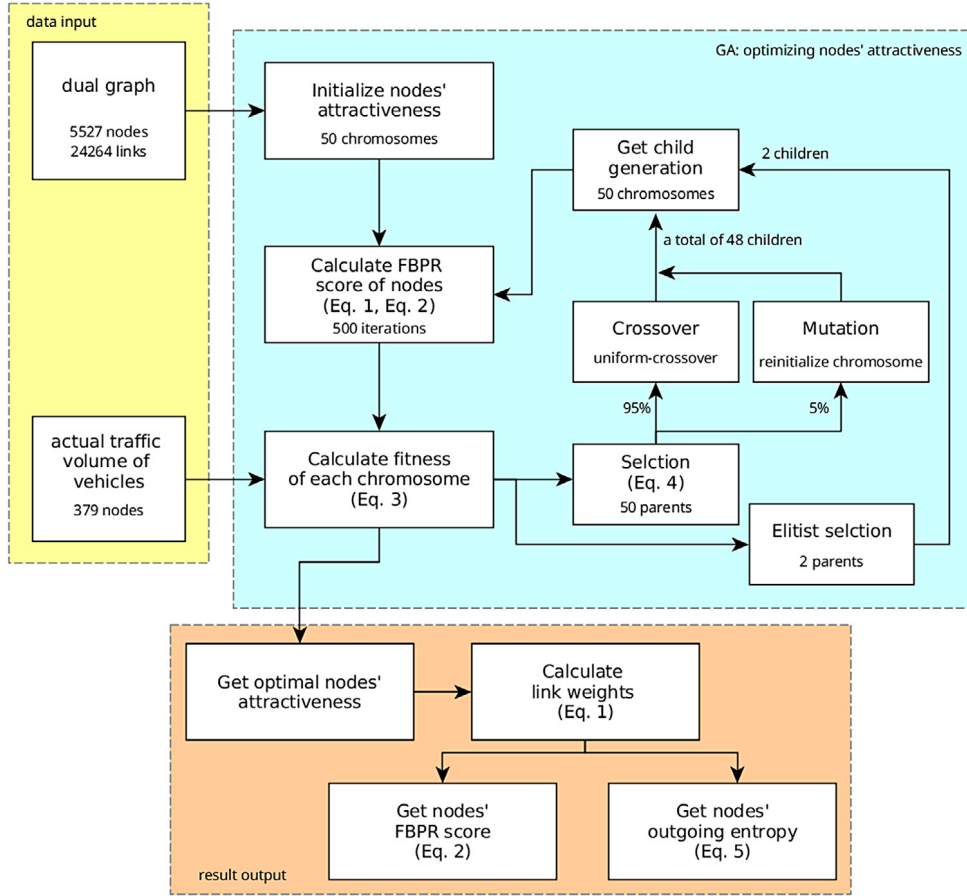 data input
dual graph
5527 nodes
24264 links
actual traffic
volume of
vehicles
379 nodes
GA: optimizing nodes' attractiveness
Initialize nodes'
attractiveness
50 chromosomes
Calculate FBPR
score of nodes
(Eq. 1, Eq. 2)
500 iterations
Calculate fitness
of each chromosome
(Eq. 3)
Get child
generation
50 chromosomes
2 children
a total of 48 children
Crossover
uniform-crossover
Mutation
reinitialize chromosome
95%
5%
Selction
(Eq. 4)
50 parents
Elitist selction
2 parents
Get optimal nodes'
attractiveness
Calculate
link weights
(Eq. 1)
Get nodes'
FBPR score
(Eq. 2)
Get nodes'
outgoing entropy
(Eq. 5)
result output